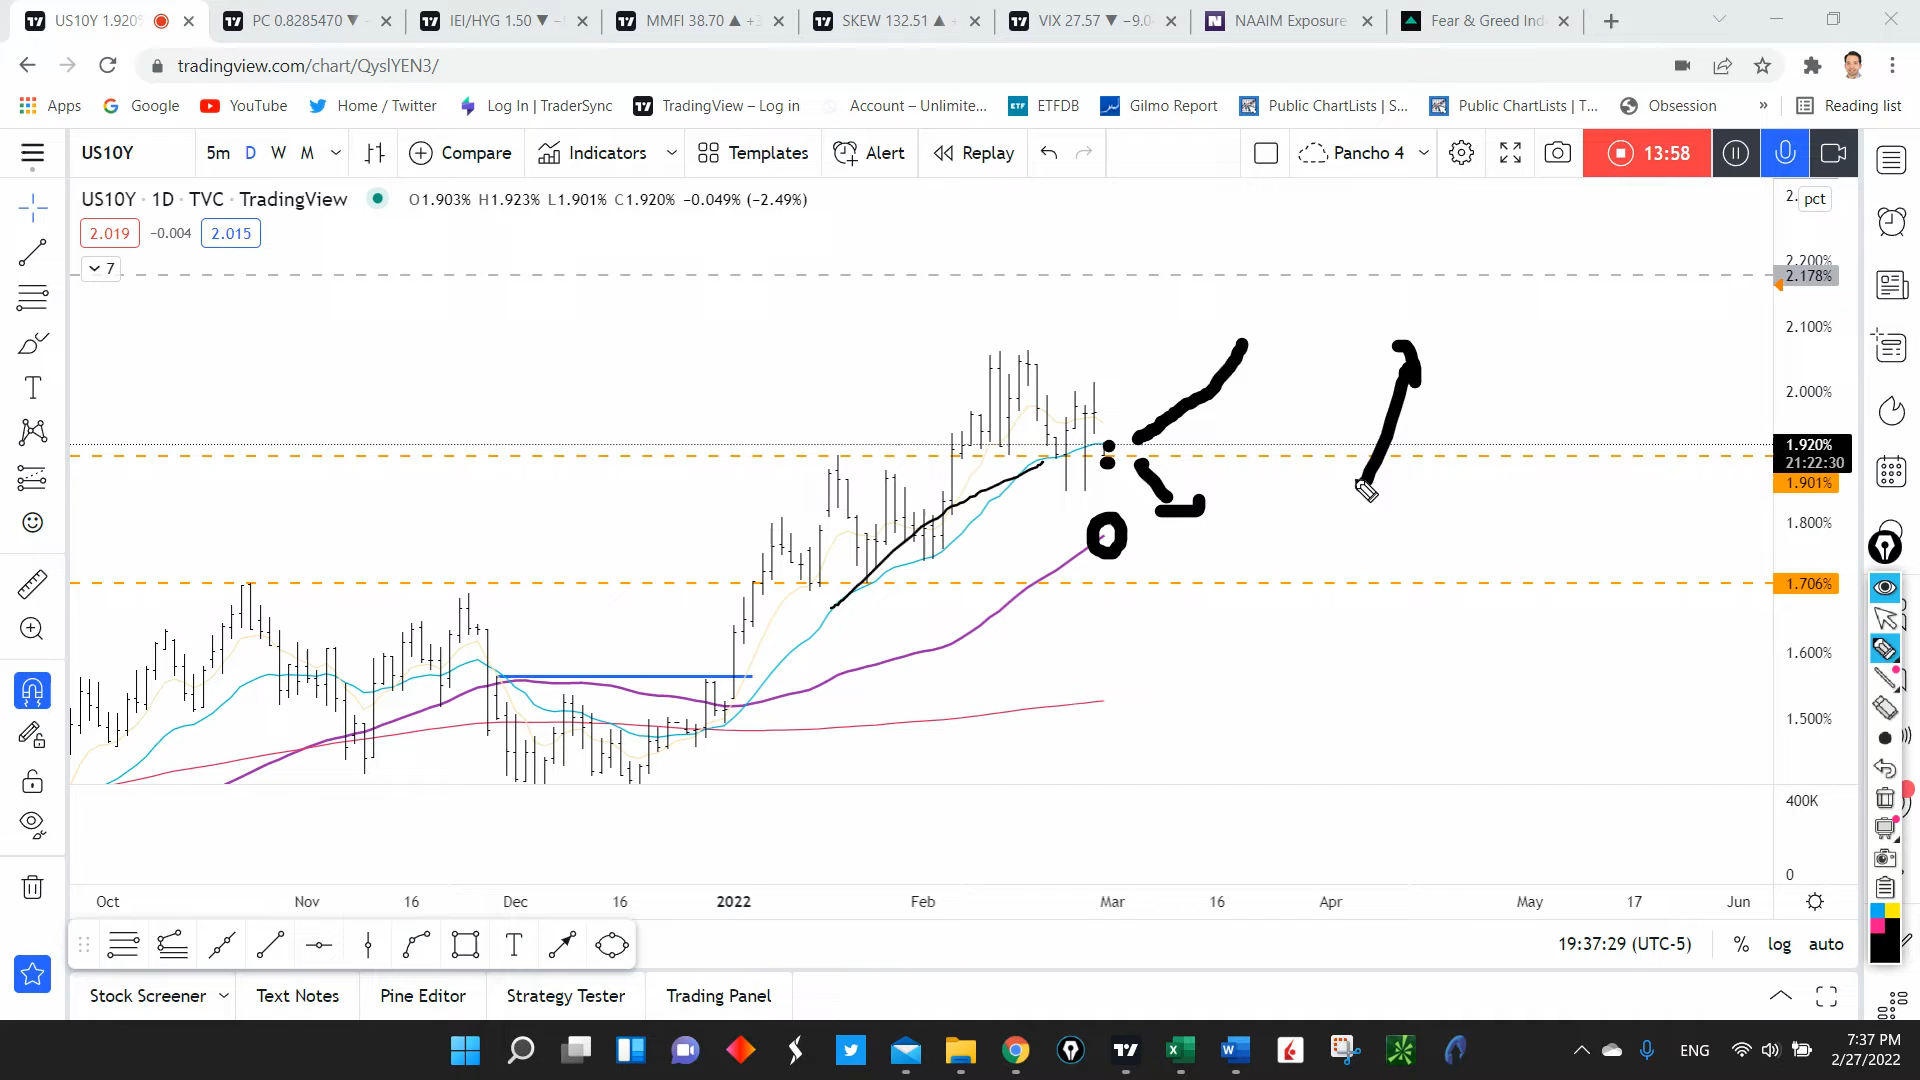 US10Y 1.920%
PC 0.8285470 ▼
IEI/HYG 1.50 ▼
MMFI 38.70 ▲
SKEW 132.51 ▲
VIX 27.57 ▼ −9.0
NAAIM Exposure
Fear & Greed Ind
tradingview.com/chart/QyslYEN3/
Apps
Google
YouTube
Home / Twitter
Log In | TraderSync
TradingView – Log in
Account – Unlimite...
ETFDB
Gilmo Report
Public ChartLists | S...
Public ChartLists | T...
Obsession
»
Reading list
US10Y
5m D W M
Compare
Indicators
Templates
Alert
Replay
Pancho 4
13:58
US10Y · 1D · TVC · TradingView
O1.903% H1.923% L1.901% C1.920% −0.049% (−2.49%)
2.019
−0.004
2.015
7
pct
2.200%
2.178%
2.100%
2.000%
1.920%
21:22:30
1.901%
1.800%
1.706%
1.600%
1.500%
400K
0
Oct Nov 16 Dec 16 2022 Feb Mar 16 Apr May 17 Jun
19:37:29 (UTC-5)
% log auto
Stock Screener
Text Notes
Pine Editor
Strategy Tester
Trading Panel
ENG
7:37 PM
2/27/2022